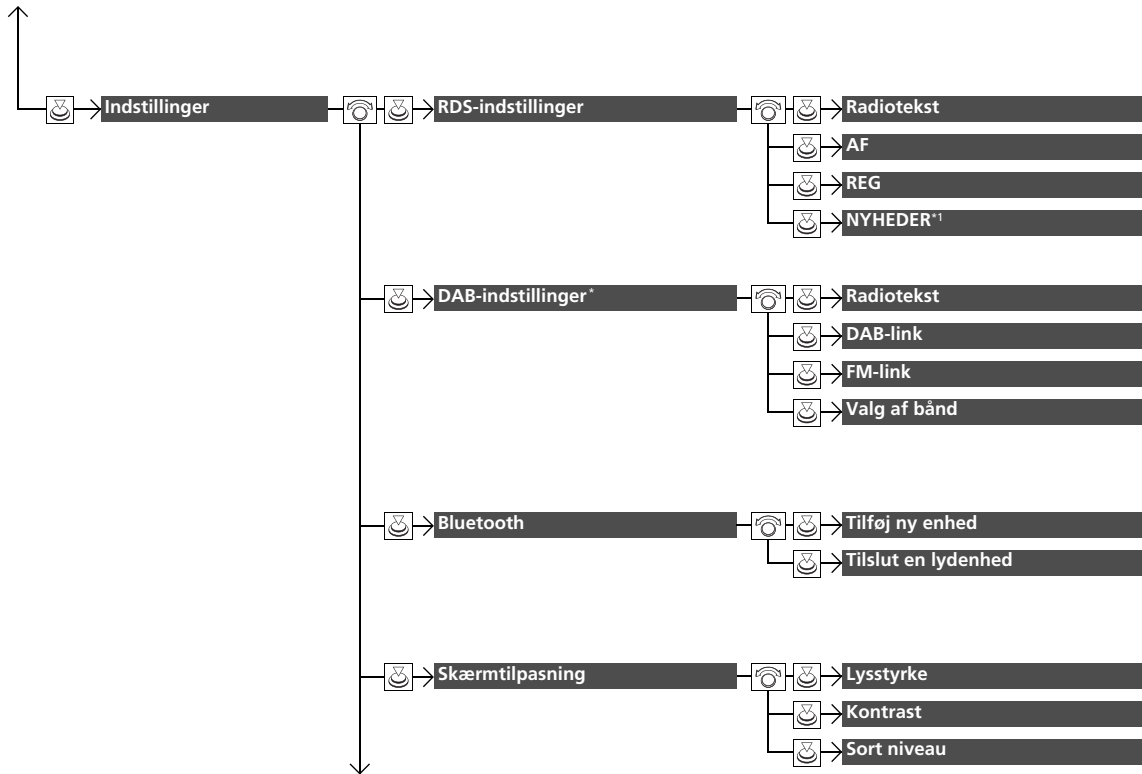 Indstillinger
RDS-indstillinger
Radiotekst
AF
REG
NYHEDER*1
DAB-indstillinger*
Radiotekst
DAB-link
FM-link
Valg af bånd
Bluetooth
Tilføj ny enhed
Tilslut en lydenhed
Skærmtilpasning
Lysstyrke
Kontrast
Sort niveau